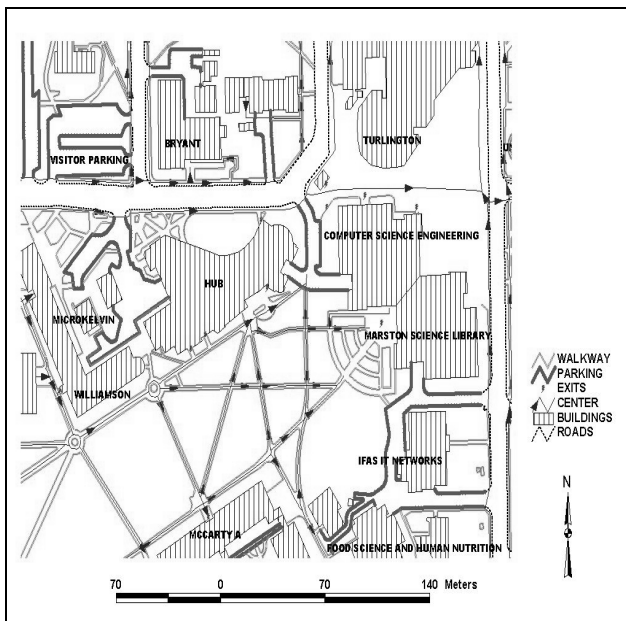 TURLINGTON
BRYANT
VISITOR PARKING
UN
COMPUTER SCIENCE ENGINEERING
HUB
MICROKELVIN
MARSTON SCIENCE LIBRARY
WILLIAMSON
IFAS IT NETWORKS
MCCARTY A
FOOD SCIENCE AND HUMAN NUTRITION
WALKWAY
PARKING
EXITS
CENTER
BUILDINGS
ROADS
N
70 0 70 140 Meters